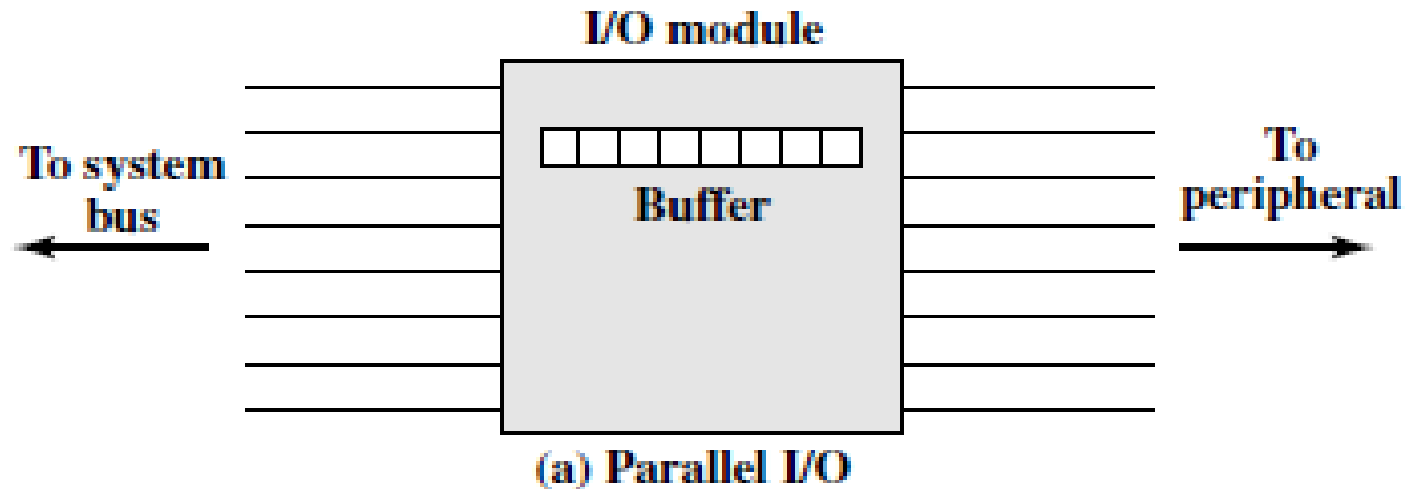 I/O module
To system
bus
Buffer
To
peripheral
(a) Parallel I/O